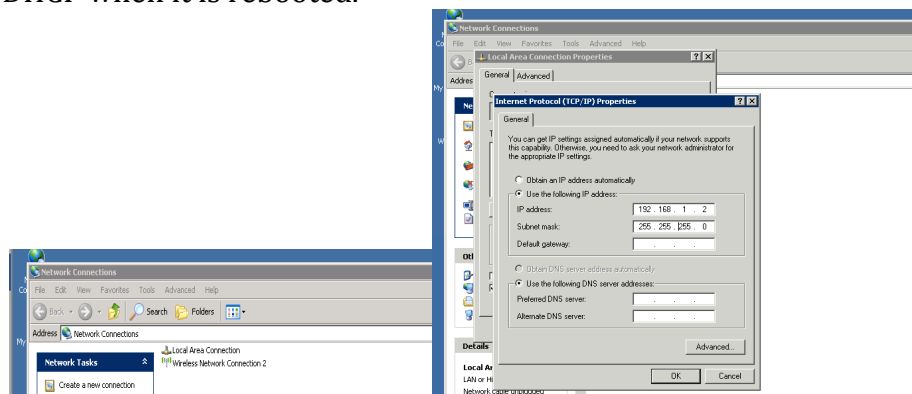 DHCP when it is rebooted.
Network Connections
File Edit View Favorites Tools Advanced Help
Back Search Folders
Address Network Connections
Network Tasks
Create a new connection
Local Area Connection
Wireless Network Connection 2
Network Connections
File Edit View Favorites Tools Advanced Help
Local Area Connection Properties
General Advanced
Internet Protocol (TCP/IP) Properties
General
You can get IP settings assigned automatically if your network supports
this capability. Otherwise, you need to ask your network administrator for
the appropriate IP settings.
Obtain an IP address automatically
Use the following IP address:
IP address: 192 . 168 . 1 . 2
Subnet mask: 255 . 255 . 255 . 0
Default gateway: . . .
Obtain DNS server address automatically
Use the following DNS server addresses:
Preferred DNS server: . . .
Alternate DNS server: . . .
Advanced...
OK Cancel
Details
Local Ar
LAN or Hi
Network cable unplugged